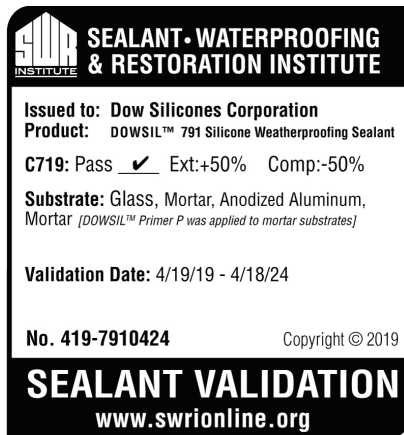 SWR
INSTITUTE
SEALANT • WATERPROOFING
& RESTORATION INSTITUTE
Issued to: Dow Silicones Corporation
Product: DOWSIL™ 791 Silicone Weatherproofing Sealant
C719: Pass ✔ Ext:+50% Comp:-50%
Substrate: Glass, Mortar, Anodized Aluminum,
Mortar [DOWSIL™ Primer P was applied to mortar substrates]
Validation Date: 4/19/19 - 4/18/24
No. 419-7910424 Copyright © 2019
SEALANT VALIDATION
www.swrionline.org